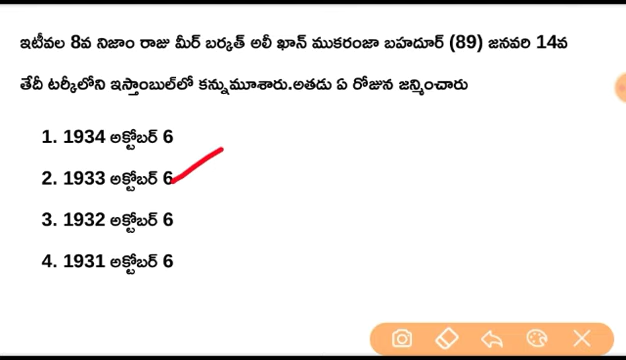 ఇటీవల 8వ నిజాం రాజు మీర్ బర్కత్ అలీ ఖాన్ ముకరంజా బహదూర్ (89) జనవరి 14వ
తేదీ టర్కీలోని ఇస్తాంబుల్‌లో కన్నుమూశారు.అతడు ఏ రోజున జన్మించారు
1. 1934 అక్టోబర్ 6
2. 1933 అక్టోబర్ 6
3. 1932 అక్టోబర్ 6
4. 1931 అక్టోబర్ 6